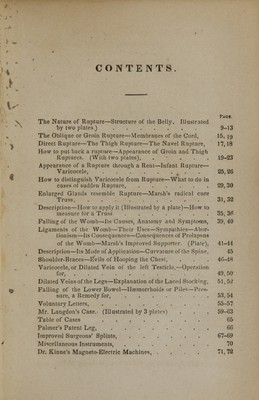 CONTENTS.
PAGE.
The Nature of Rupture—Structure of the Belly. Illustrated
by two plates.) 9-13
The Oblique or Groin Rupture—Membranes of the Cord, 15, 19
Direct Rupture—The Thigh Rupture—The Navel Rupture, 17,18
How to put back a rupture—Appearance of Groin and Thigh
Ruptures. (With two plates), 19-23
Appearance of a Rupture through a Rent—Infant Rupture—
Varicocele, 25, 26
How to distinguish Varicocele from Rupture—What to do in
cases of sudden Rupture, 29, 30
Enlarged Glands resemble Rupture—Marsh's radical cure
Truss, 31, 32
Description—How to apply it (Illustrated by a plate)—How to
measure for a Truss 35, 36
Falling of the Womb—Its Causes, Anatomy and Symptoms, 39, 40
Ligaments of the Womb—Their Uses—Sympathies—Abor-
tionism—Its Consequences—Consequences of Prolapsus
of the Womb—Marsh's Improved Supporter. (Plate), 41-44
Description—Its Mode of Application—Curvature of the Spine, 45
Shoulder-Braces—Evils of Hooping the Chest, 46-48
Varicocele, or Dilated Vein of the left Testicle,—Operation
for, 49, 50
Dilated Veins of the Legs—Explanation of the Laced Stocking, 51, 52
Falling of the Lower Bowel—Hæmorrhoids or Piles—Pres-
sure, a Remedy for, 53, 54
Voluntary Letters, 55-57
Mr. Langdon's Case. (Illustrated by 3 plates) 59-63
Table of Cases 65
Palmer's Patent Leg, 66
Improved Surgeons' Splints, 67-69
Miscellaneous Instruments, 70
Dr. Kinne's Magneto-Electric Machines, 71, 72